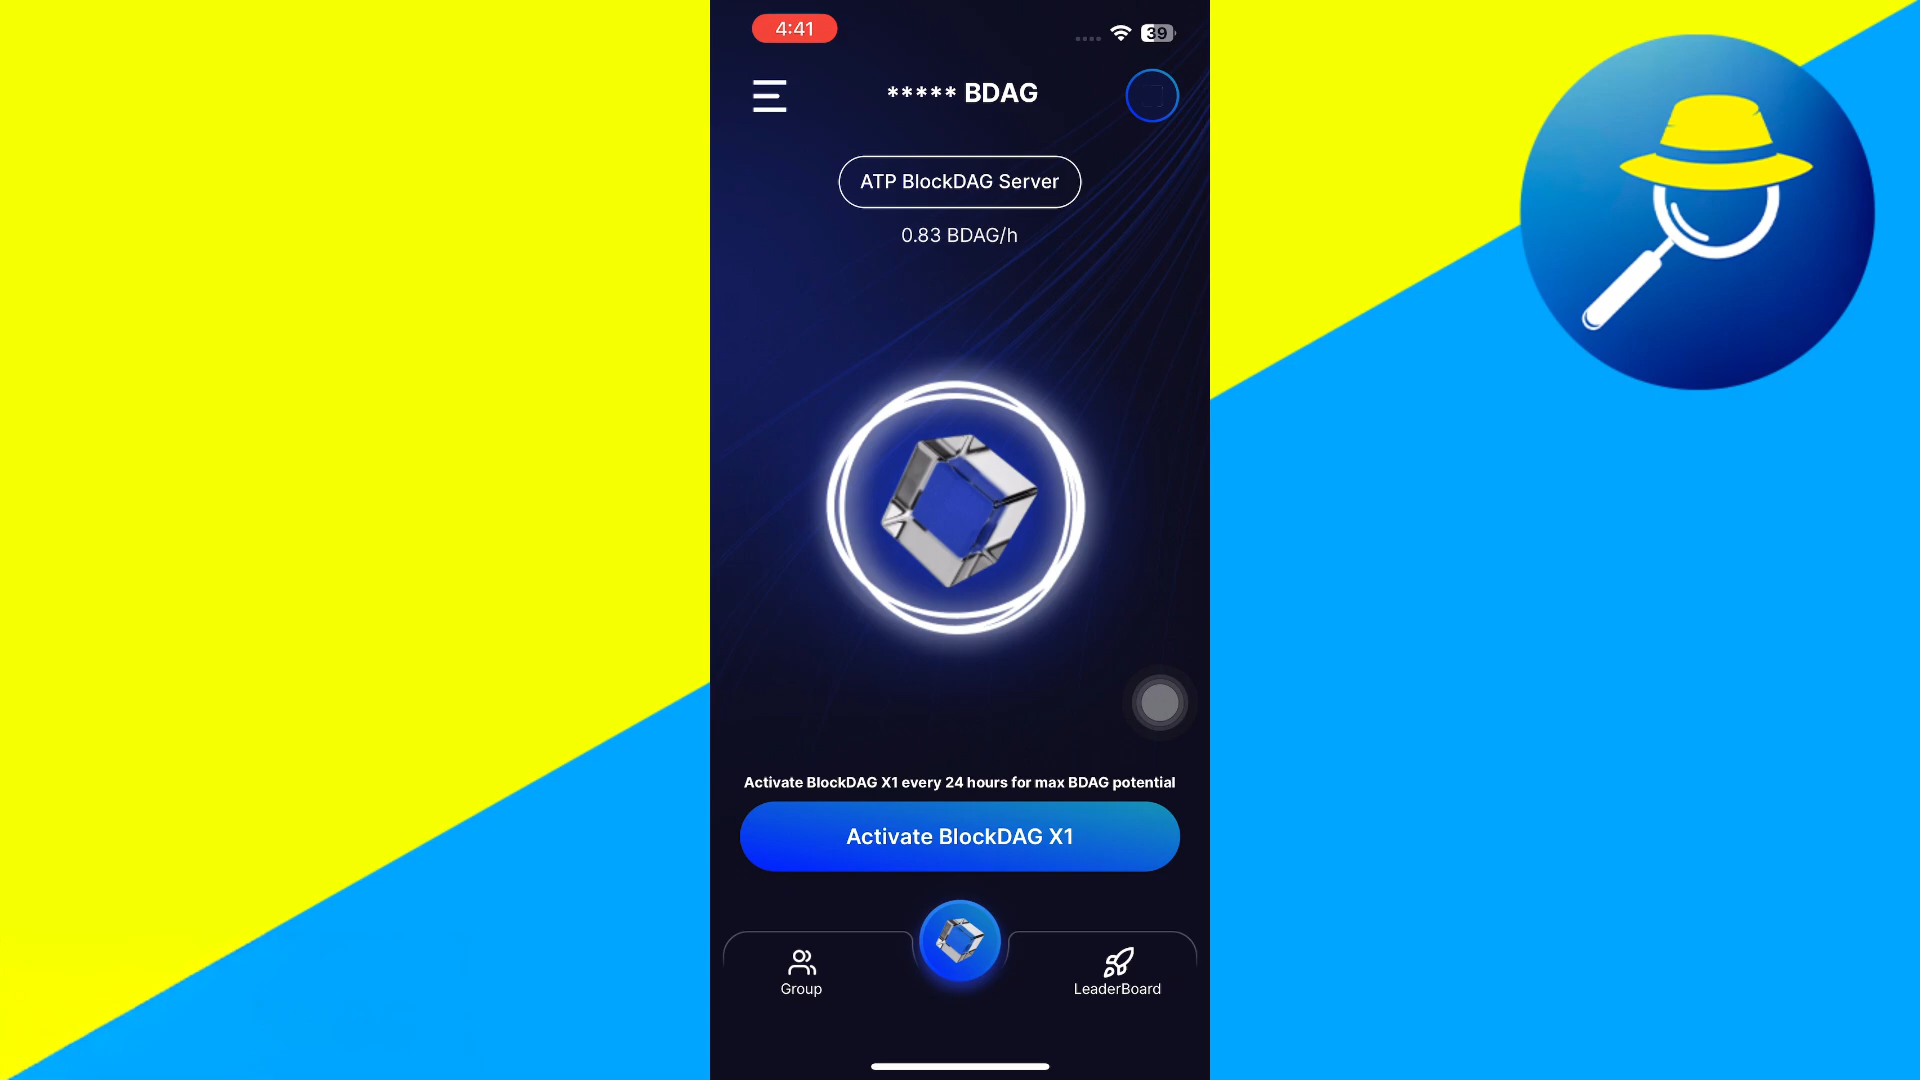 4:41
39
***** BDAG
ATP BlockDAG Server
0.83 BDAG/h
Activate BlockDAG X1 every 24 hours for max BDAG potential
Activate BlockDAG X1
Group
LeaderBoard